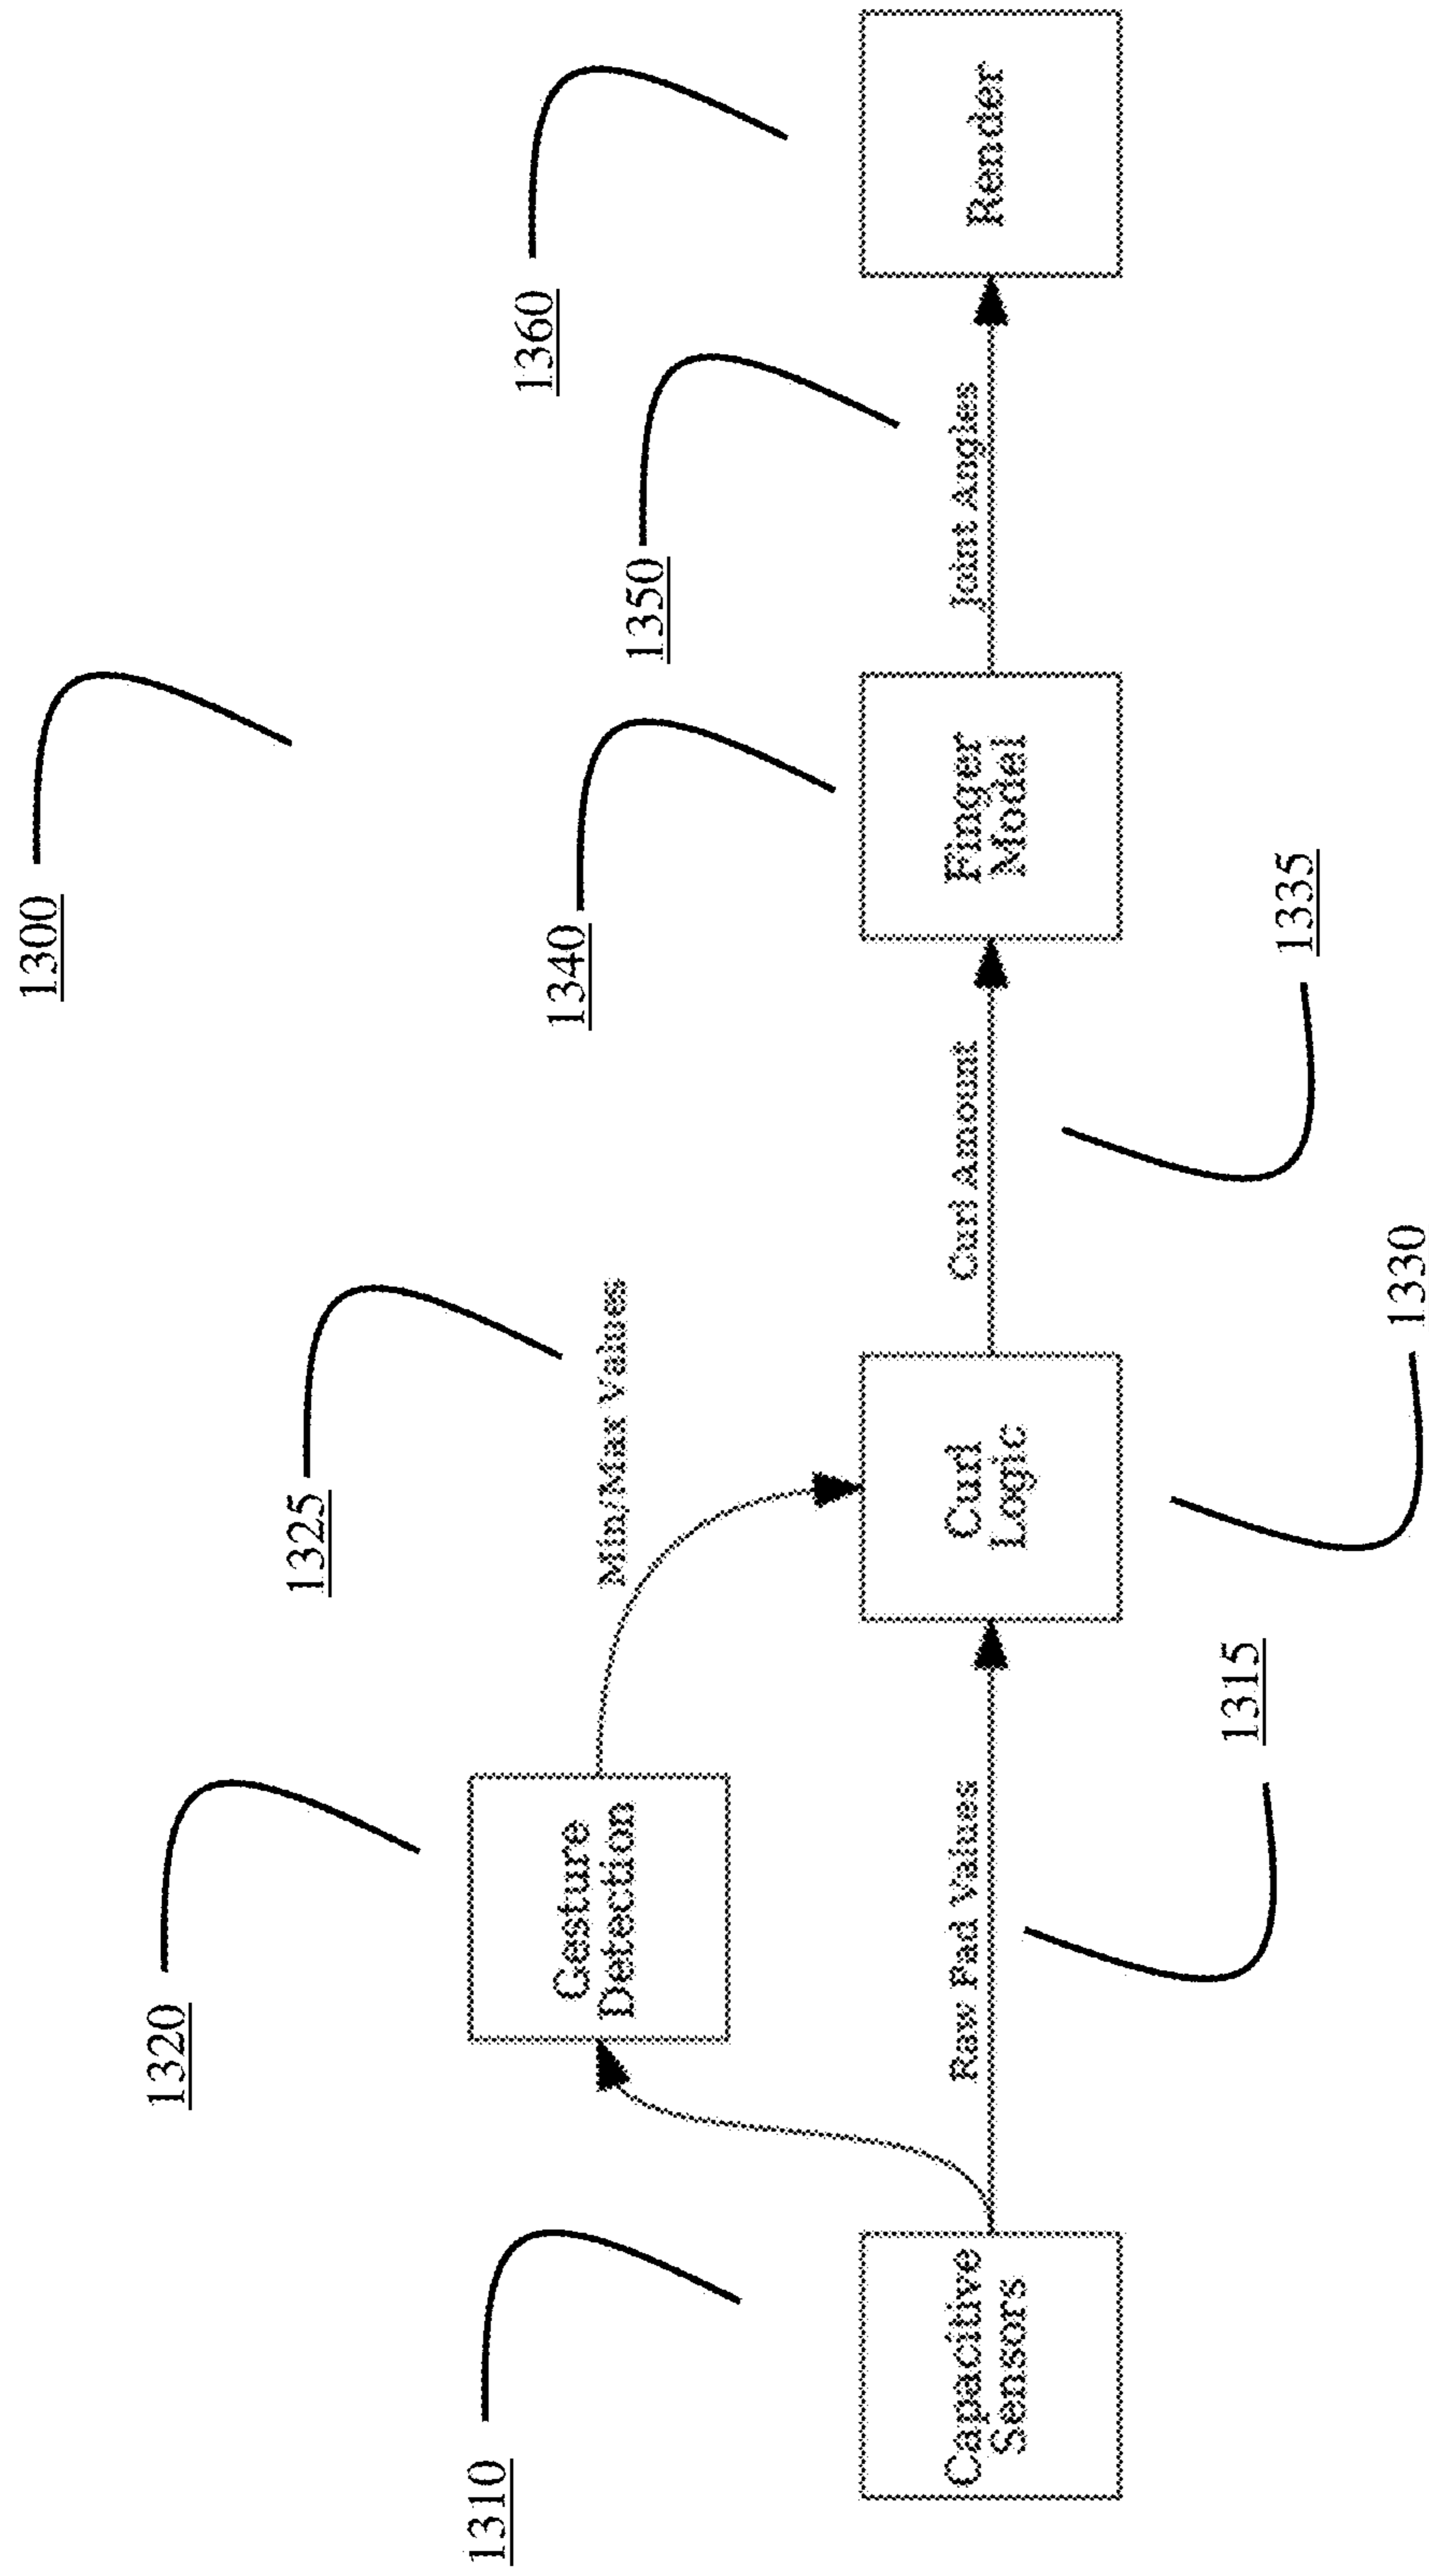 1300
1310
Capacitive
Sensors
1320
Gesture
Detection
Raw Pad Values
1315
1325
Min/Max Values
Curl
Logic
1330
Curl Amount
1335
1340
Finger
Model
1350
Joint Angles
1360
Render